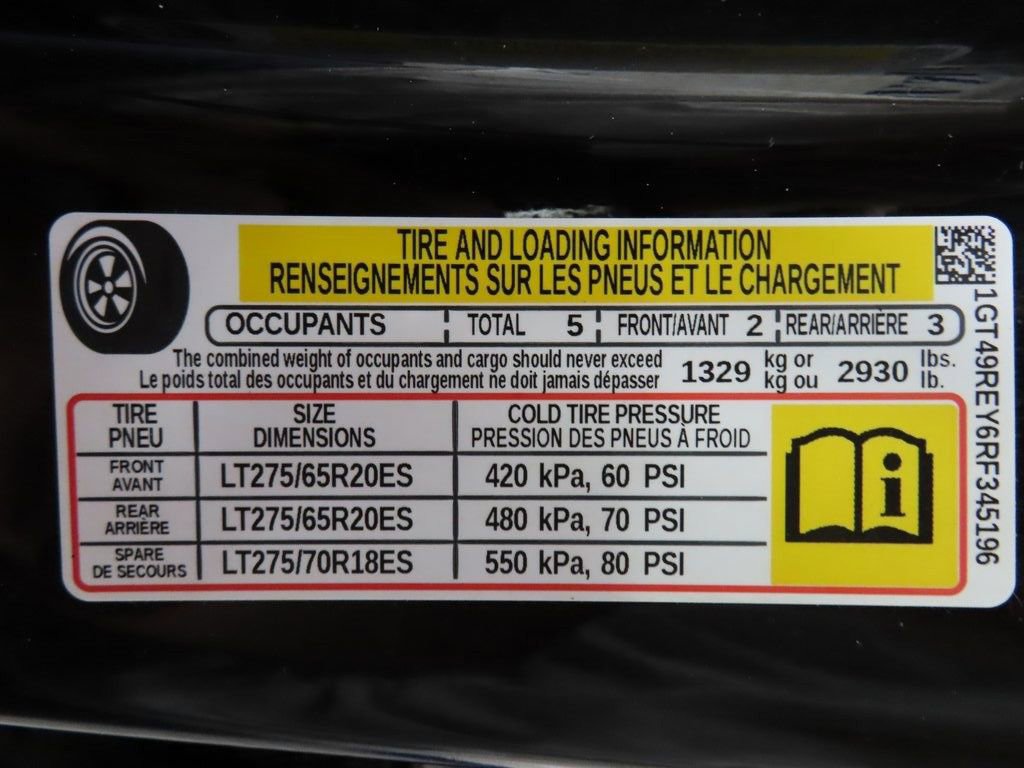 TIRE AND LOADING INFORMATION
RENSEIGNEMENTS SUR LES PNEUS ET LE CHARGEMENT
OCCUPANTS TOTAL 5 FRONT/AVANT 2 REAR/ARRIÈRE 3
The combined weight of occupants and cargo should never exceed
Le poids total des occupants et du chargement ne doit jamais dépasser
1329 kg or kg ou 2930 lbs. lb.
TIRE PNEU SIZE DIMENSIONS COLD TIRE PRESSURE PRESSION DES PNEUS À FROID
FRONT AVANT LT275/65R20ES 420 kPa, 60 PSI
REAR ARRIÈRE LT275/65R20ES 480 kPa, 70 PSI
SPARE DE SECOURS LT275/70R18ES 550 kPa, 80 PSI
i
1GT49REY6RF345196